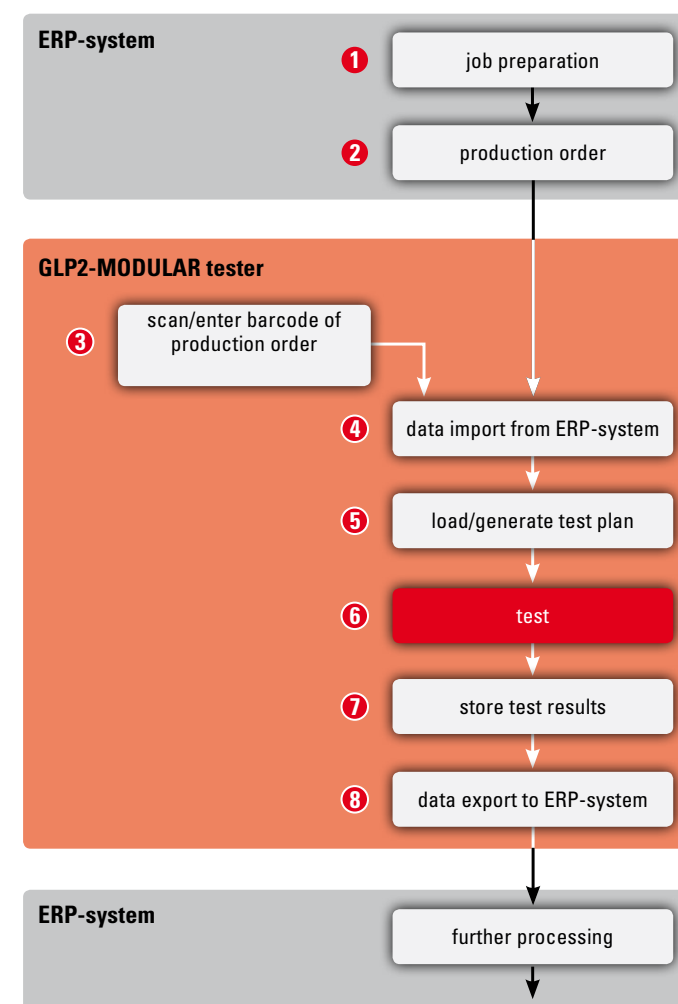 ERP-system
1 job preparation
2 production order
GLP2-MODULAR tester
3 scan/enter barcode of
production order
4 data import from ERP-system
5 load/generate test plan
6 test
7 store test results
8 data export to ERP-system
ERP-system
further processing